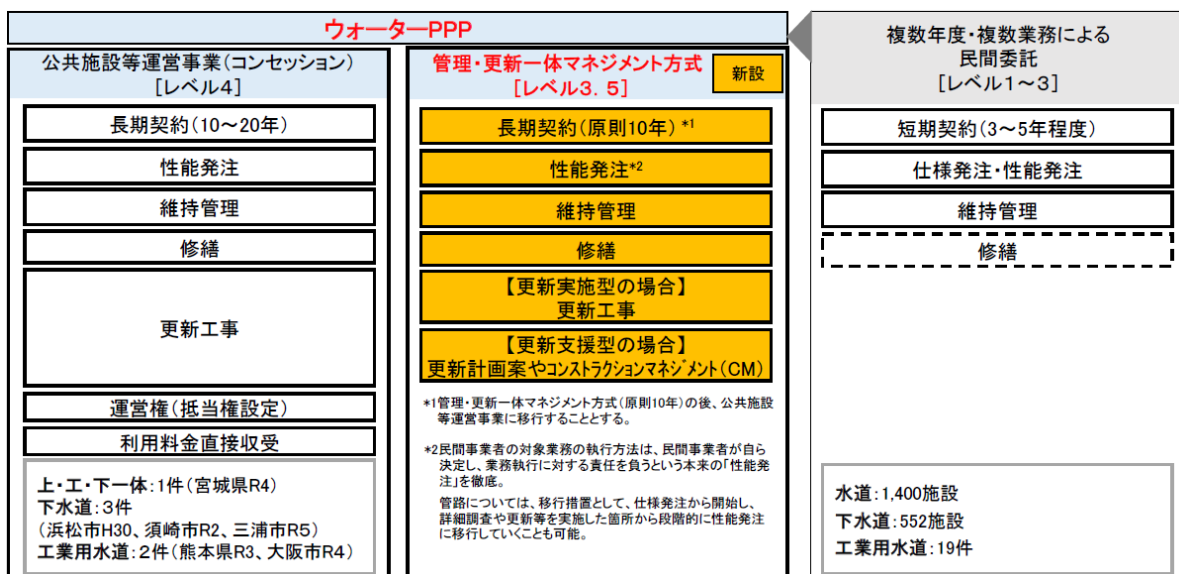 ウォーターPPP
公共施設等運営事業(コンセッション)
[レベル4]
長期契約(10～20年)
性能発注
維持管理
修繕
更新工事
運営権(抵当権設定)
利用料金直接収受
上・工・下一体:1件(宮城県R4)
下水道:3件
(浜松市H30、須崎市R2、三浦市R5)
工業用水道:2件(熊本県R3、大阪市R4)
管理・更新一体マネジメント方式
[レベル3.5]
新設
長期契約(原則10年) *1
性能発注*2
維持管理
修繕
【更新実施型の場合】
更新工事
【更新支援型の場合】
更新計画案やコンストラクションマネジメント(CM)
*1管理・更新一体マネジメント方式(原則10年)の後、公共施設
等運営事業に移行することとする。
*2民間事業者の対象業務の執行方法は、民間事業者が自ら
決定し、業務執行に対する責任を負うという本来の「性能発
注」を徹底。
管路については、移行措置として、仕様発注から開始し、
詳細調査や更新等を実施した箇所から段階的に性能発注
に移行していくことも可能。
複数年度・複数業務による
民間委託
[レベル1～3]
短期契約(3～5年程度)
仕様発注・性能発注
維持管理
修繕
水道:1,400施設
下水道:552施設
工業用水道:19件